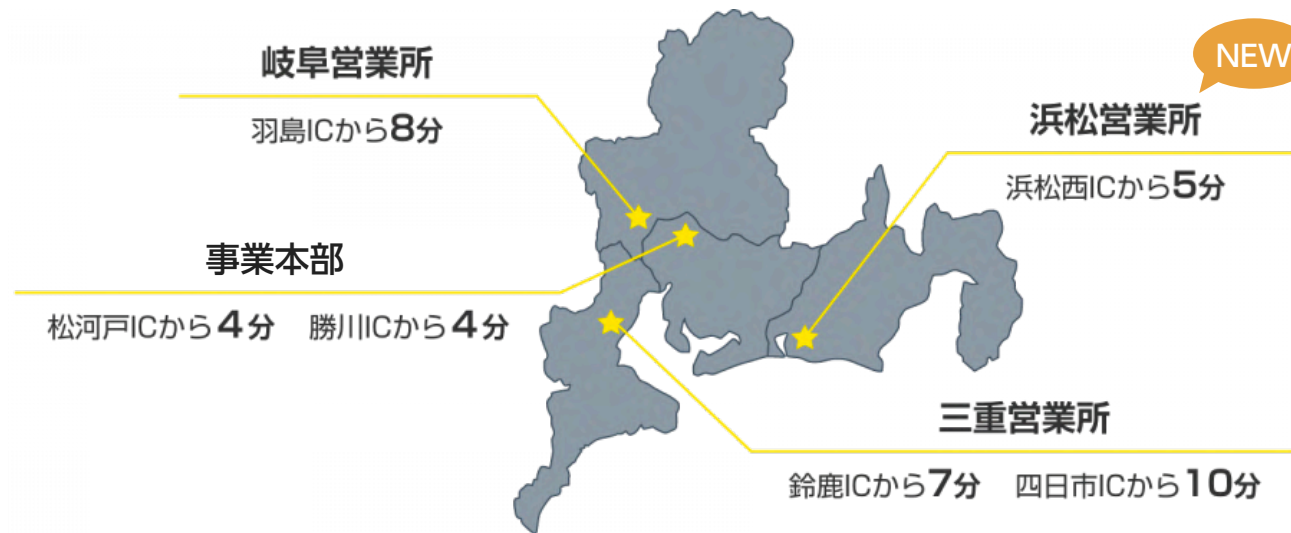 岐阜営業所
羽島ICから8分
NEW
浜松営業所
浜松西ICから5分
事業本部
松河戸ICから4分 勝川ICから4分
三重営業所
鈴鹿ICから7分 四日市ICから10分